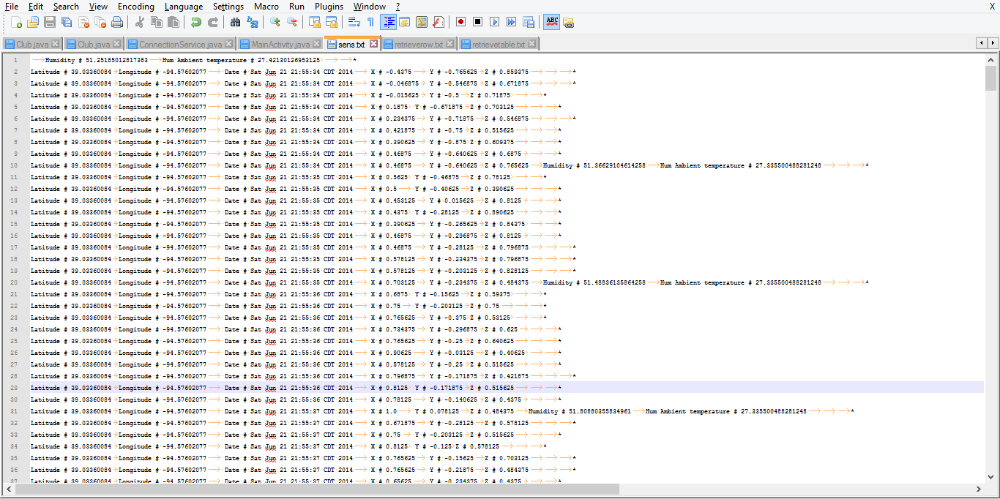 File Edit Search View Encoding Language Settings Macro Run Plugins Window ? X
ABC
Club.java Club.java ConnectionService.java MainActivity.java sens.txt retrieverow.txt retrievetable.txt
1 Humidity # 51.25185012817383 Hum Ambient temperature # 27.42130126953125 *
2 Latitude # 39.03360084 Longitude # -94.57602077 Date # Sat Jun 21 21:55:34 CDT 2014 X # -0.4375 Y # -0.765625 Z # 0.859375 *
3 Latitude # 39.03360084 Longitude # -94.57602077 Date # Sat Jun 21 21:55:34 CDT 2014 X # -0.046875 Y # -0.546875 Z # 0.671875 *
4 Latitude # 39.03360084 Longitude # -94.57602077 Date # Sat Jun 21 21:55:34 CDT 2014 X # -0.015625 Y # -0.5 Z # 0.71875 *
5 Latitude # 39.03360084 Longitude # -94.57602077 Date # Sat Jun 21 21:55:34 CDT 2014 X # 0.1875 Y # -0.671875 Z # 0.703125 *
6 Latitude # 39.03360084 Longitude # -94.57602077 Date # Sat Jun 21 21:55:34 CDT 2014 X # 0.234375 Y # -0.71875 Z # 0.546875 *
7 Latitude # 39.03360084 Longitude # -94.57602077 Date # Sat Jun 21 21:55:34 CDT 2014 X # 0.421875 Y # -0.75 Z # 0.515625 *
8 Latitude # 39.03360084 Longitude # -94.57602077 Date # Sat Jun 21 21:55:34 CDT 2014 X # 0.390625 Y # -0.875 Z # 0.609375 *
9 Latitude # 39.03360084 Longitude # -94.57602077 Date # Sat Jun 21 21:55:34 CDT 2014 X # 0.46875 Y # -0.640625 Z # 0.6875 *
10 Latitude # 39.03360084 Longitude # -94.57602077 Date # Sat Jun 21 21:55:34 CDT 2014 X # 0.46875 Y # -0.640625 Z # 0.765625 Humidity # 51.36629104614258 Hum Ambient temperature # 27.335500488281248 *
11 Latitude # 39.03360084 Longitude # -94.57602077 Date # Sat Jun 21 21:55:35 CDT 2014 X # 0.5625 Y # -0.46875 Z # 0.78125 *
12 Latitude # 39.03360084 Longitude # -94.57602077 Date # Sat Jun 21 21:55:35 CDT 2014 X # 0.5 Y # -0.40625 Z # 0.390625 *
13 Latitude # 39.03360084 Longitude # -94.57602077 Date # Sat Jun 21 21:55:35 CDT 2014 X # 0.453125 Y # 0.015625 Z # 0.8125 *
14 Latitude # 39.03360084 Longitude # -94.57602077 Date # Sat Jun 21 21:55:35 CDT 2014 X # 0.4375 Y # -0.28125 Z # 0.890625 *
15 Latitude # 39.03360084 Longitude # -94.57602077 Date # Sat Jun 21 21:55:35 CDT 2014 X # 0.390625 Y # -0.265625 Z # 0.84375 *
16 Latitude # 39.03360084 Longitude # -94.57602077 Date # Sat Jun 21 21:55:35 CDT 2014 X # 0.46875 Y # -0.296875 Z # 0.8125 *
17 Latitude # 39.03360084 Longitude # -94.57602077 Date # Sat Jun 21 21:55:35 CDT 2014 X # 0.46875 Y # -0.28125 Z # 0.796875 *
18 Latitude # 39.03360084 Longitude # -94.57602077 Date # Sat Jun 21 21:55:35 CDT 2014 X # 0.578125 Y # -0.234375 Z # 0.796875 *
19 Latitude # 39.03360084 Longitude # -94.57602077 Date # Sat Jun 21 21:55:35 CDT 2014 X # 0.578125 Y # -0.203125 Z # 0.828125 *
20 Latitude # 39.03360084 Longitude # -94.57602077 Date # Sat Jun 21 21:55:35 CDT 2014 X # 0.703125 Y # -0.234375 Z # 0.484375 Humidity # 51.48836135864258 Hum Ambient temperature # 27.335500488281248 *
21 Latitude # 39.03360084 Longitude # -94.57602077 Date # Sat Jun 21 21:55:36 CDT 2014 X # 0.6875 Y # -0.15625 Z # 0.59375 *
22 Latitude # 39.03360084 Longitude # -94.57602077 Date # Sat Jun 21 21:55:36 CDT 2014 X # 0.75 Y # -0.203125 Z # 0.75 *
23 Latitude # 39.03360084 Longitude # -94.57602077 Date # Sat Jun 21 21:55:36 CDT 2014 X # 0.765625 Y # -0.375 Z # 0.53125 *
24 Latitude # 39.03360084 Longitude # -94.57602077 Date # Sat Jun 21 21:55:36 CDT 2014 X # 0.734375 Y # -0.296875 Z # 0.625 *
25 Latitude # 39.03360084 Longitude # -94.57602077 Date # Sat Jun 21 21:55:36 CDT 2014 X # 0.765625 Y # -0.25 Z # 0.640625 *
26 Latitude # 39.03360084 Longitude # -94.57602077 Date # Sat Jun 21 21:55:36 CDT 2014 X # 0.90625 Y # -0.03125 Z # 0.40625 *
27 Latitude # 39.03360084 Longitude # -94.57602077 Date # Sat Jun 21 21:55:36 CDT 2014 X # 0.578125 Y # -0.25 Z # 0.515625 *
28 Latitude # 39.03360084 Longitude # -94.57602077 Date # Sat Jun 21 21:55:36 CDT 2014 X # 0.796875 Y # -0.171875 Z # 0.421875 *
29 Latitude # 39.03360084 Longitude # -94.57602077 Date # Sat Jun 21 21:55:36 CDT 2014 X # 0.8125 Y # -0.171875 Z # 0.515625 *
30 Latitude # 39.03360084 Longitude # -94.57602077 Date # Sat Jun 21 21:55:36 CDT 2014 X # 0.78125 Y # -0.140625 Z # 0.4375 *
31 Latitude # 39.03360084 Longitude # -94.57602077 Date # Sat Jun 21 21:55:37 CDT 2014 X # 1.0 Y # 0.078125 Z # 0.484375 Humidity # 51.80880355834961 Hum Ambient temperature # 27.335500488281248 *
32 Latitude # 39.03360084 Longitude # -94.57602077 Date # Sat Jun 21 21:55:37 CDT 2014 X # 0.671875 Y # -0.28125 Z # 0.578125 *
33 Latitude # 39.03360084 Longitude # -94.57602077 Date # Sat Jun 21 21:55:37 CDT 2014 X # 0.75 Y # -0.203125 Z # 0.515625 *
34 Latitude # 39.03360084 Longitude # -94.57602077 Date # Sat Jun 21 21:55:37 CDT 2014 X # 0.8125 Y # -0.125 Z # 0.578125 *
35 Latitude # 39.03360084 Longitude # -94.57602077 Date # Sat Jun 21 21:55:37 CDT 2014 X # 0.765625 Y # -0.15625 Z # 0.703125 *
36 Latitude # 39.03360084 Longitude # -94.57602077 Date # Sat Jun 21 21:55:37 CDT 2014 X # 0.765625 Y # -0.21875 Z # 0.484375 *
37 Latitude # 39.03360084 Longitude # -94.57602077 Date # Sat Jun 21 21:55:37 CDT 2014 X # 0.65625 Y # -0.234375 Z # 0.4375 *